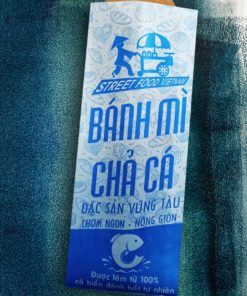 STREET FOOD VIETNAM
BÁNH MÌ
CHẢ CÁ
ĐẶC SẢN VŨNG TÀU
THƠM NGON - NÓNG GIÒN
Được làm từ 100%
cá biển đánh bắt tự nhiên